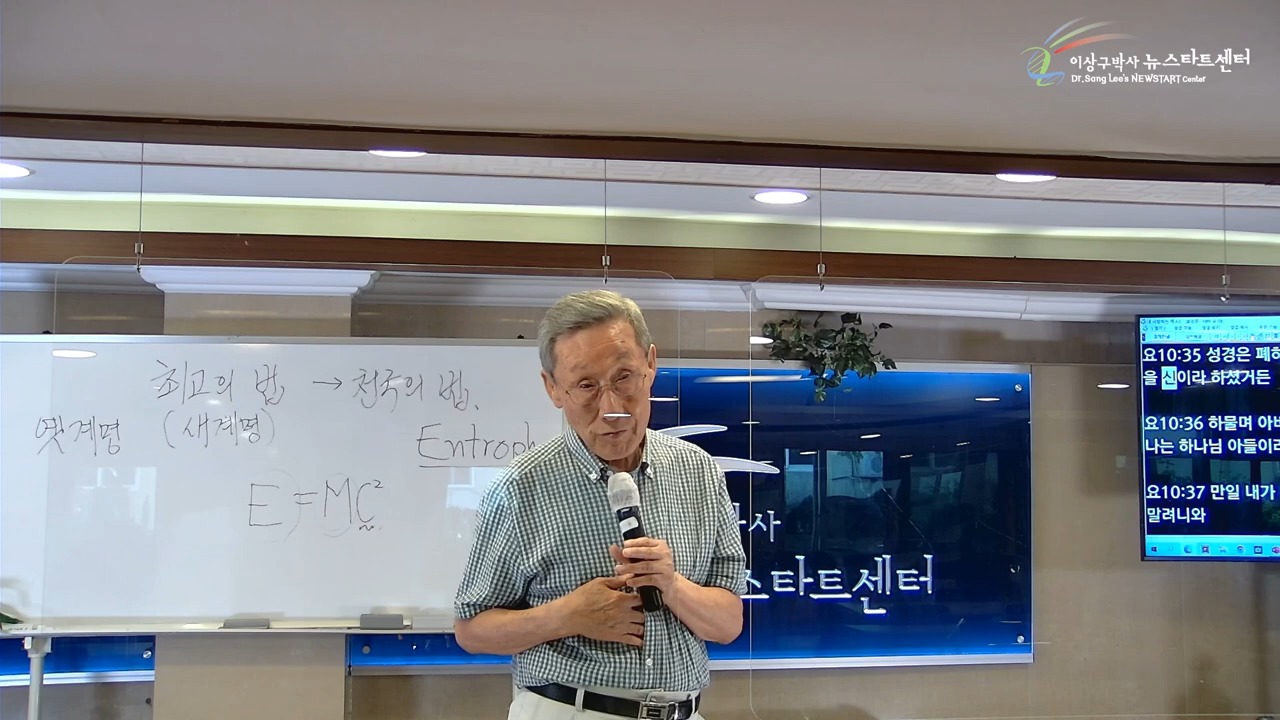 이상구박사 뉴스타트센터
Dr. Sang Lee's NEWSTART Center
최고의 법 → 천국의 법.
옛계명 (새계명)
Entroph
E = MC²
박사
스타트센터
요10:35 성경은 폐하
을 신이라 하셨거든
요10:36 하물며 아버
나는 하나님 아들이라
요10:37 만일 내가
말려니와